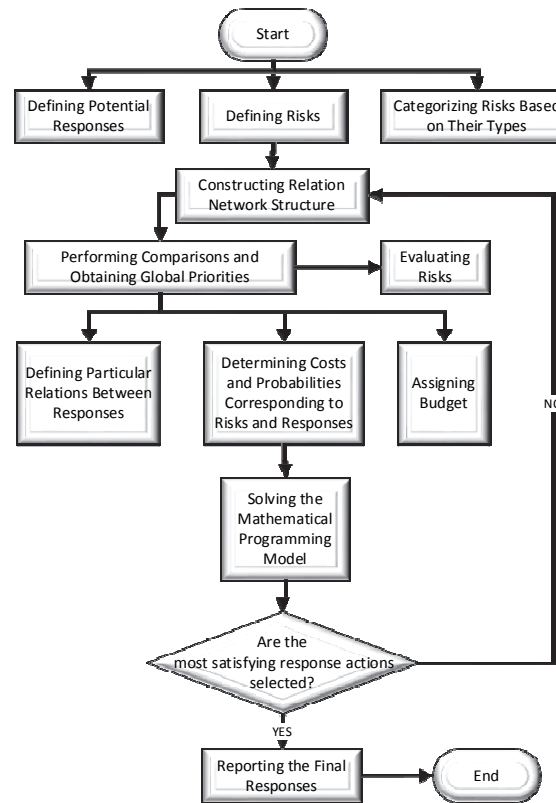 Start
Defining Potential
Responses
Defining Risks
Categorizing Risks Based
on Their Types
Constructing Relation
Network Structure
Performing Comparisons and
Obtaining Global Priorities
Evaluating
Risks
Defining Particular
Relations Between
Responses
Determining Costs
and Probabilities
Corresponding to
Risks and Responses
Assigning
Budget
NO
Solving the
Mathematical
Programming
Model
Are the
most satisfying response actions
selected?
YES
Reporting the Final
Responses
End